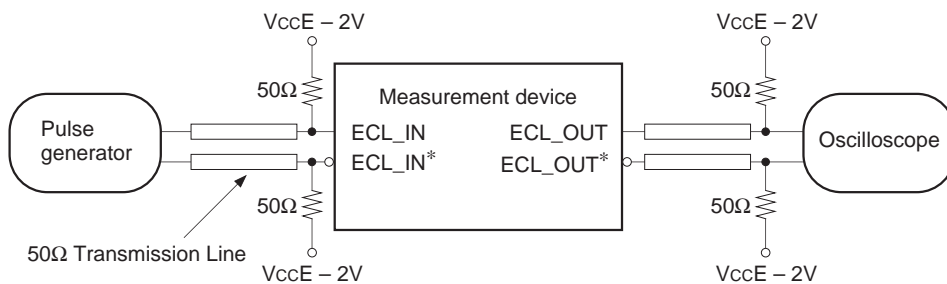 VCCE – 2V
VCCE – 2V
50Ω
50Ω
Measurement device
Pulse
generator
ECL_IN
ECL_OUT
Oscilloscope
ECL_IN*
ECL_OUT*
50Ω
50Ω
50Ω Transmission Line
VCCE – 2V
VCCE – 2V